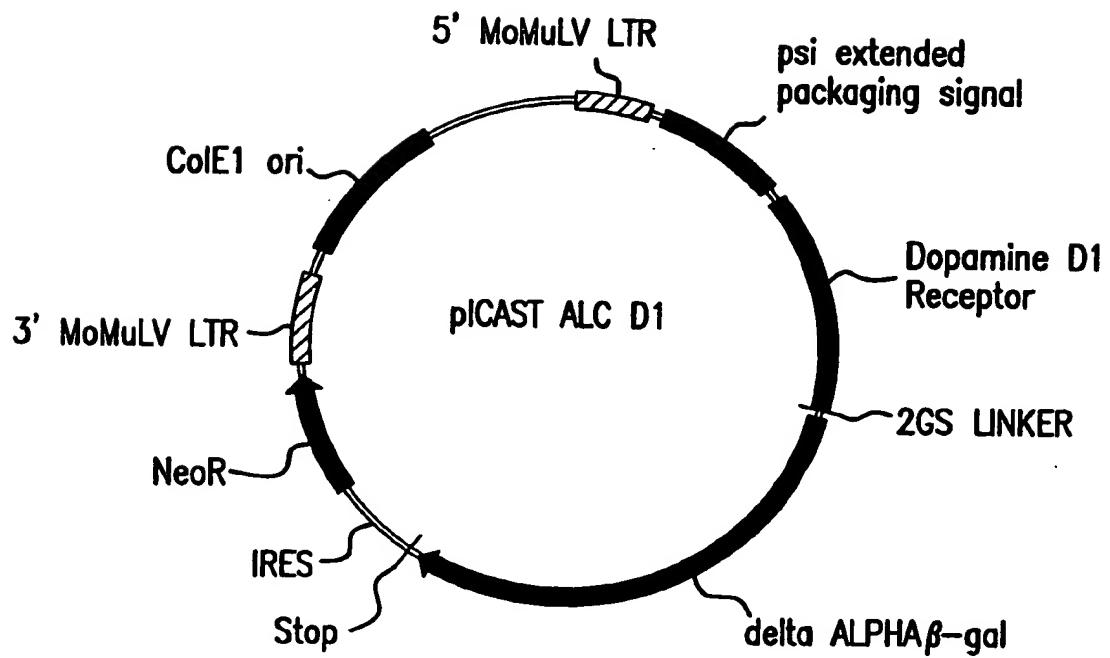 5' MoMuLV LTR
psi extended
packaging signal
ColE1 ori
Dopamine D1
Receptor
pICAST ALC D1
3' MoMuLV LTR
2GS LINKER
NeoR
IRES
Stop
delta ALPHAβ-gal